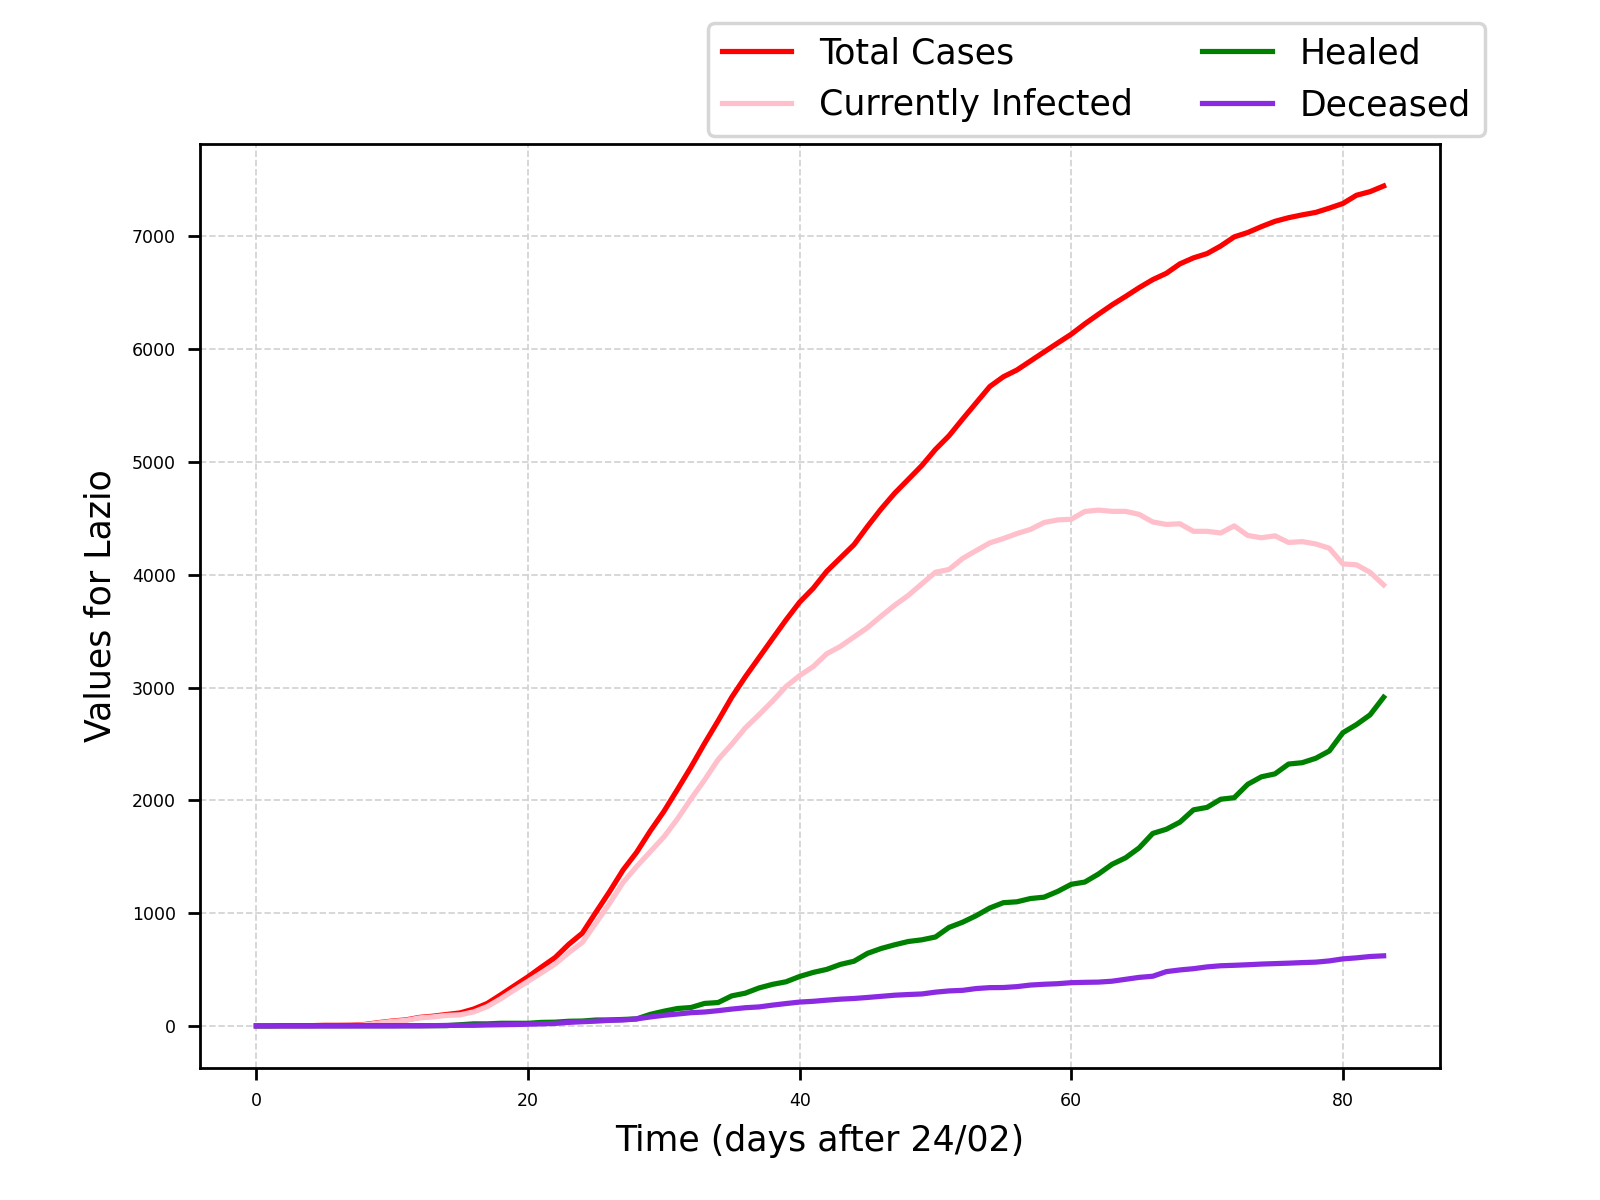 Total Cases
Currently Infected
Healed
Deceased
7000
6000
5000
4000
3000
2000
1000
0
Values for Lazio
0 20 40 60 80
Time (days after 24/02)